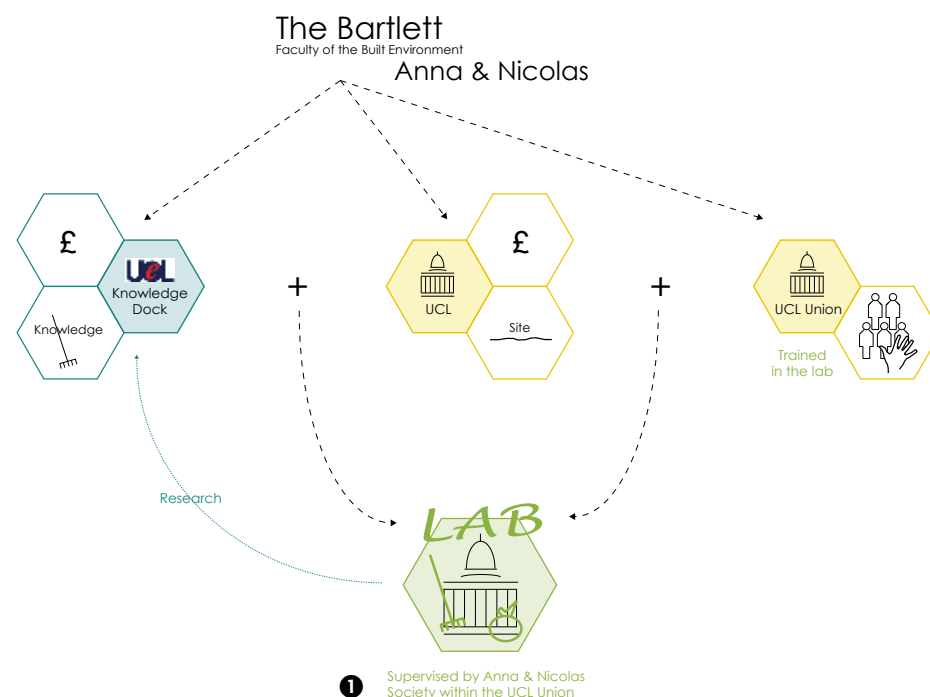 The Bartlett
Faculty of the Built Environment
Anna & Nicolas
£
UeL
Knowledge
Dock
Knowledge
+
£
UCL
Site
+
UCL Union
Trained
in the lab
Research
LAB
1
Supervised by Anna & Nicolas
Society within the UCL Union